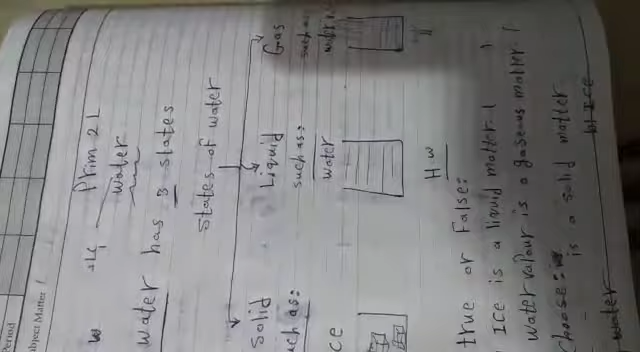 Period
Subject Matter
Prim 2
Water
Water has 3 states
States of water
Solid Liquid Gas
such as: such as: such as
water
HW
true or False:
ICE is a liquid matter (    )
water vapour is a gaseous matter (
choose:
is a solid matter
water b) ICE